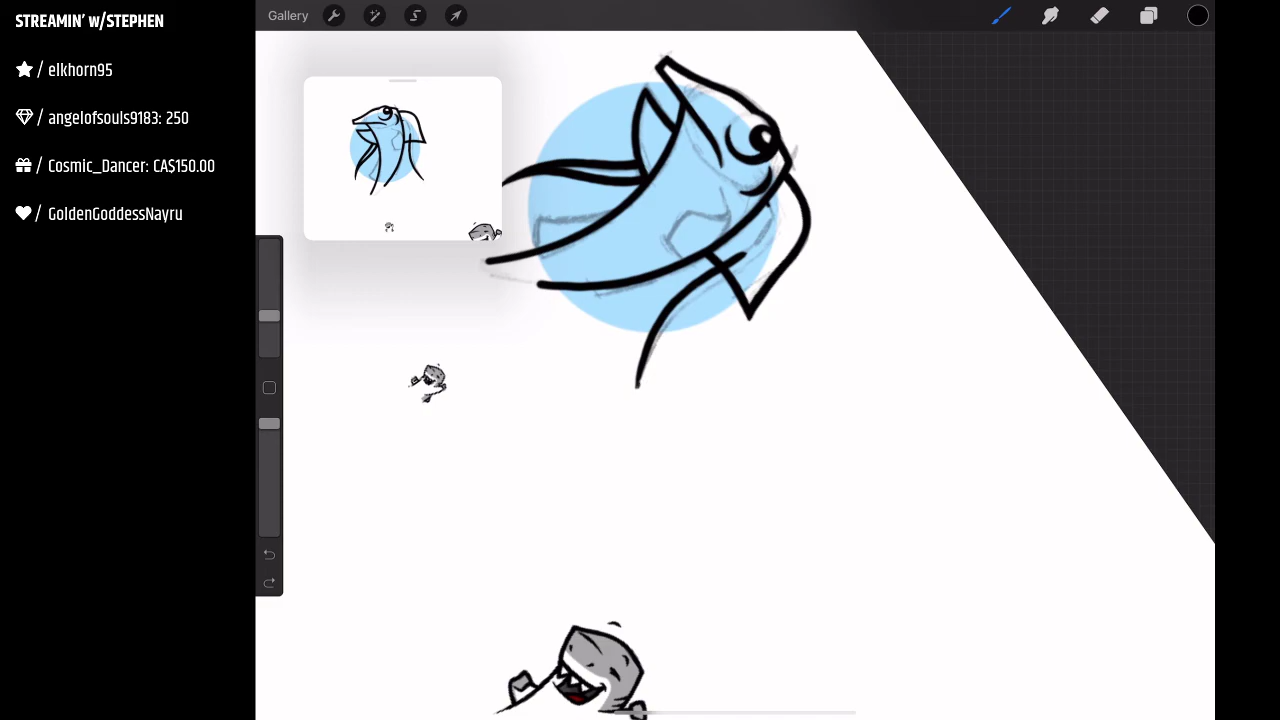 STREAMIN’ w/STEPHEN
/ elkhorn95
/ angelofsouls9183: 250
/ Cosmic_Dancer: CA$150.00
/ GoldenGoddessNayru
Gallery